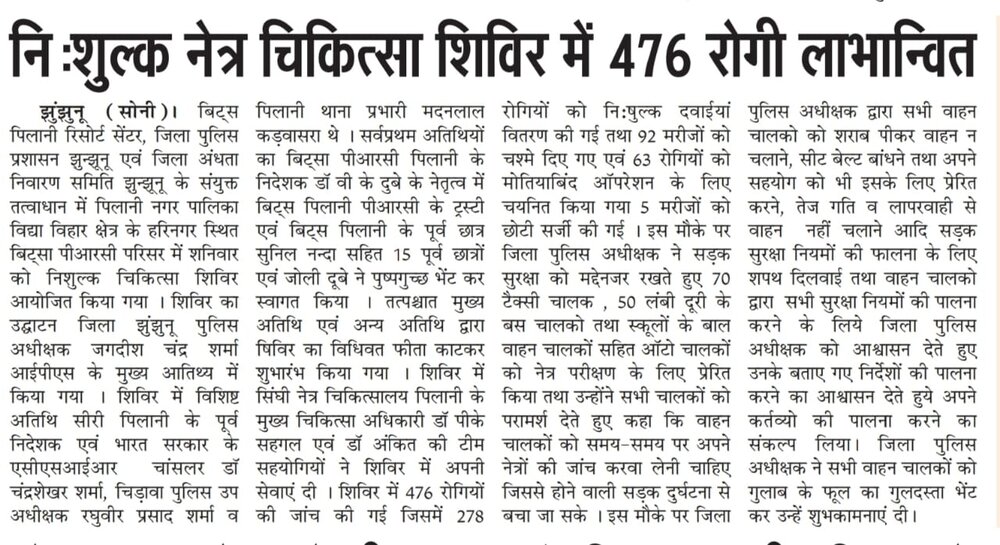 निःशुल्क नेत्र चिकित्सा शिविर में 476 रोगी लाभान्वित
झुंझुनू (सोनी)। बिट्स
पिलानी रिसोर्ट सेंटर, जिला पुलिस
प्रशासन झुन्झूनू एवं जिला अंधता
निवारण समिति झुन्झूनू के संयुक्त
तत्वाधान में पिलानी नगर पालिका
विद्या विहार क्षेत्र के हरिनगर स्थित
बिट्सा पीआरसी परिसर में शनिवार
को निशुल्क चिकित्सा शिविर
आयोजित किया गया । शिविर का
उद्घाटन जिला झुंझुनू पुलिस
अधीक्षक जगदीश चंद्र शर्मा
आईपीएस के मुख्य आतिथ्य में
किया गया । शिविर में विशिष्ट
अतिथि सीरी पिलानी के पूर्व
निदेशक एवं भारत सरकार के
एसीएसआईआर चांसलर डॉ
चंद्रशेखर शर्मा, चिड़ावा पुलिस उप
अधीक्षक रघुवीर प्रसाद शर्मा व
पिलानी थाना प्रभारी मदनलाल
कड़वासरा थे । सर्वप्रथम अतिथियों
का बिट्सा पीआरसी पिलानी के
निदेशक डॉ वी के दुबे के नेतृत्व में
बिट्स पिलानी पीआरसी के ट्रस्टी
एवं बिट्स पिलानी के पूर्व छात्र
सुनिल नन्दा सहित 15 पूर्व छात्रों
एवं जोली दूबे ने पुष्पगुच्छ भेंट कर
स्वागत किया । तत्पश्चात मुख्य
अतिथि एवं अन्य अतिथि द्वारा
षिविर का विधिवत फीता काटकर
शुभारंभ किया गया । शिविर में
सिंघी नेत्र चिकित्सालय पिलानी के
मुख्य चिकित्सा अधिकारी डॉ पीके
सहगल एवं डॉ अंकित की टीम
सहयोगियों ने शिविर में अपनी
सेवाएं दी । शिविर में 476 रोगियों
की जांच की गई जिसमें 278
रोगियों को नि:षुल्क दवाईयां
वितरण की गई तथा 92 मरीजों को
चश्मे दिए गए एवं 63 रोगियों को
मोतियाबिंद ऑपरेशन के लिए
चयनित किया गया 5 मरीजों को
छोटी सर्जी की गई । इस मौके पर
जिला पुलिस अधीक्षक ने सड़क
सुरक्षा को मद्देनजर रखते हुए 70
टैक्सी चालक , 50 लंबी दूरी के
बस चालको तथा स्कूलों के बाल
वाहन चालकों सहित ऑटो चालकों
को नेत्र परीक्षण के लिए प्रेरित
किया तथा उन्होंने सभी चालकों को
परामर्श देते हुए कहा कि वाहन
चालकों को समय-समय पर अपने
नेत्रों की जांच करवा लेनी चाहिए
जिससे होने वाली सड़क दुर्घटना से
बचा जा सके । इस मौके पर जिला
पुलिस अधीक्षक द्वारा सभी वाहन
चालको को शराब पीकर वाहन न
चलाने, सीट बेल्ट बांधने तथा अपने
सहयोग को भी इसके लिए प्रेरित
करने, तेज गति व लापरवाही से
वाहन नहीं चलाने आदि सड़क
सुरक्षा नियमों की फालना के लिए
शपथ दिलवाई तथा वाहन चालको
द्वारा सभी सुरक्षा नियमों की पालना
करने के लिये जिला पुलिस
अधीक्षक को आश्वासन देते हुए
उनके बताए गए निर्देशों की पालना
करने का आश्वासन देते हुये अपने
कर्तव्यो की पालना करने का
संकल्प लिया। जिला पुलिस
अधीक्षक ने सभी वाहन चालकों को
गुलाब के फूल का गुलदस्ता भेंट
कर उन्हें शुभकामनाएं दी।